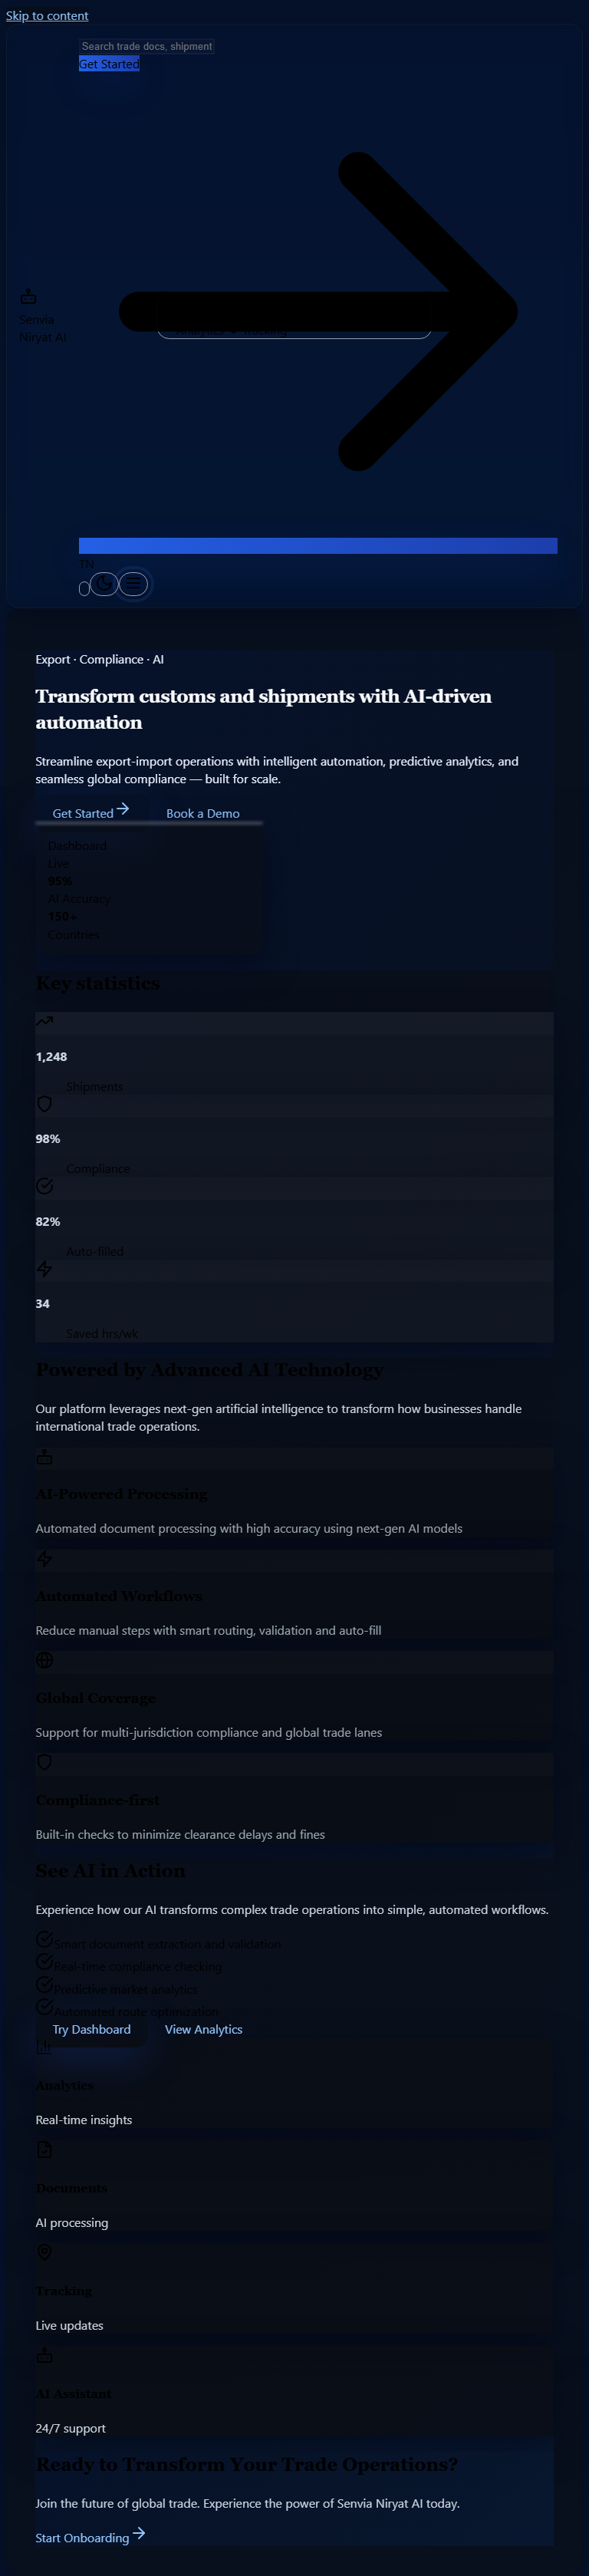 Skip to content
Search trade docs, shipment
Get Started
Senvia
Niryat AI
TN
Export · Compliance · AI
Transform customs and shipments with AI-driven
automation
Streamline export-import operations with intelligent automation, predictive analytics, and
seamless global compliance — built for scale.
Get Started
Book a Demo
Dashboard
Live
95%
AI Accuracy
150+
Countries
Key statistics
1,248
Shipments
98%
Compliance
82%
Auto-filled
34
Saved hrs/wk
Powered by Advanced AI Technology
Our platform leverages next-gen artificial intelligence to transform how businesses handle
international trade operations.
AI-Powered Processing
Automated document processing with high accuracy using next-gen AI models
Automated Workflows
Reduce manual steps with smart routing, validation and auto-fill
Global Coverage
Support for multi-jurisdiction compliance and global trade lanes
Compliance-first
Built-in checks to minimize clearance delays and fines
See AI in Action
Experience how our AI transforms complex trade operations into simple, automated workflows.
Smart document extraction and validation
Real-time compliance checking
Predictive market analytics
Automated route optimization
Try Dashboard
View Analytics
Analytics
Real-time insights
Documents
AI processing
Tracking
Live updates
AI Assistant
24/7 support
Ready to Transform Your Trade Operations?
Join the future of global trade. Experience the power of Senvia Niryat AI today.
Start Onboarding